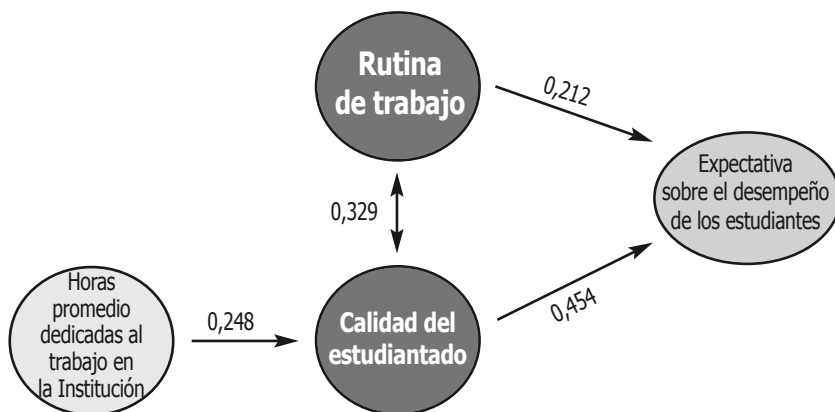 Rutina
de trabajo
0,212
Expectativa
sobre el desempeño
de los estudiantes
0,329
Horas
promedio
dedicadas al
trabajo en
la Institución
0,248
Calidad del
estudiantado
0,454